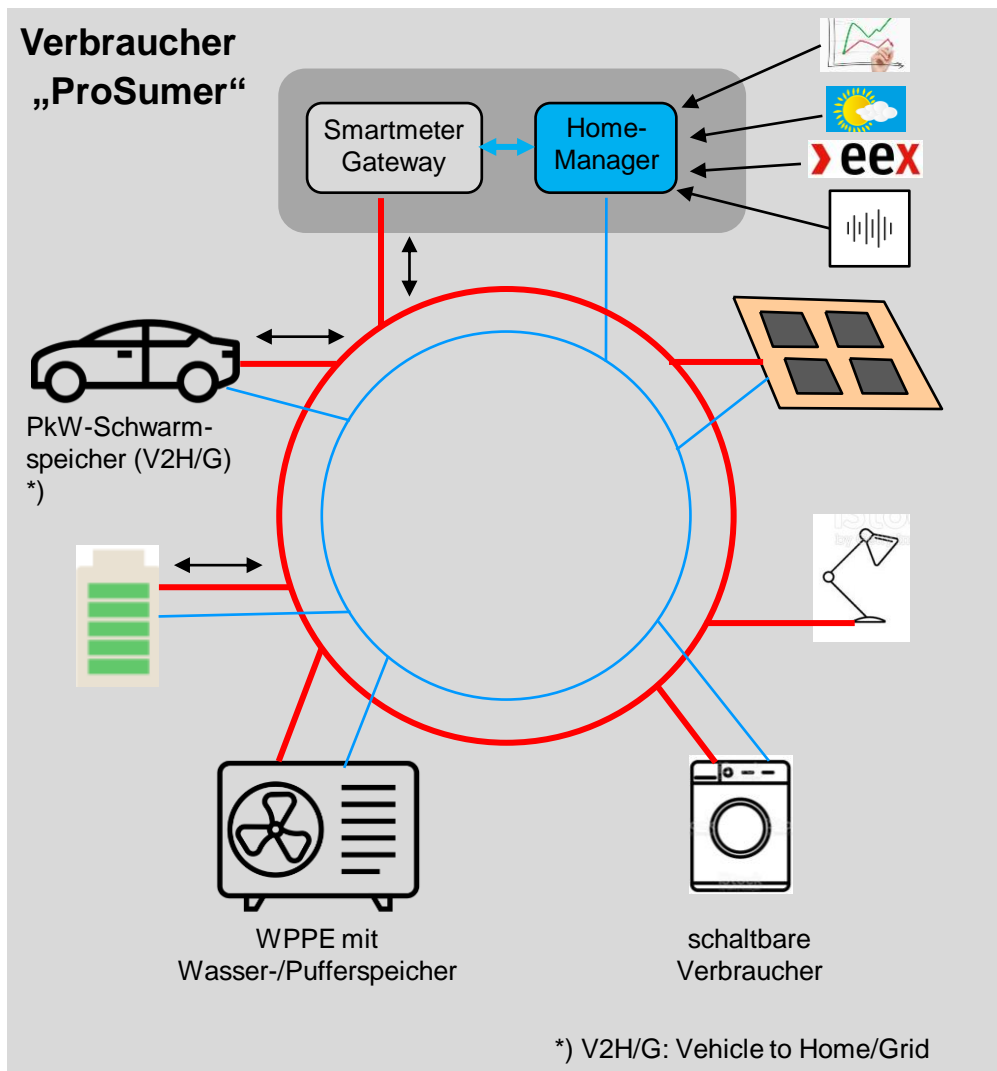 Verbraucher
„ProSumer“
Smartmeter
Gateway
Home-
Manager
eex
PkW-Schwarm-
speicher (V2H/G)
*)
iSto
WPPE mit
Wasser-/Pufferspeicher
schaltbare
Verbraucher
*) V2H/G: Vehicle to Home/Grid